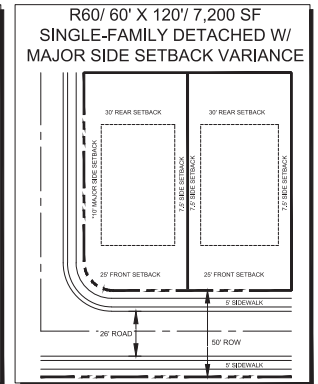 R60/ 60' X 120'/ 7,200 SF
SINGLE-FAMILY DETACHED W/
MAJOR SIDE SETBACK VARIANCE
30' REAR SETBACK
30' REAR SETBACK
*10' MAJOR SIDE SETBACK
7.5' SIDE SETBACK
7.5' SIDE SETBACK
7.5' SIDE SETBACK
25' FRONT SETBACK
25' FRONT SETBACK
5' SIDEWALK
26' ROAD
50' ROW
5' SIDEWALK